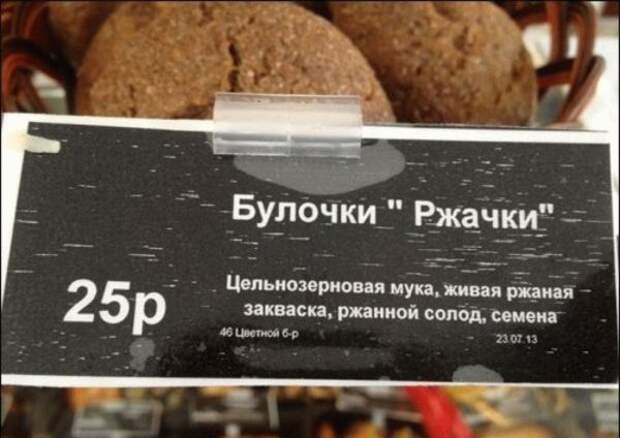 Булочки " Ржачки"
25р
Цельнозерновая мука, живая ржаная
закваска, ржанной солод, семена
46 Цветной б-р
23.07.13